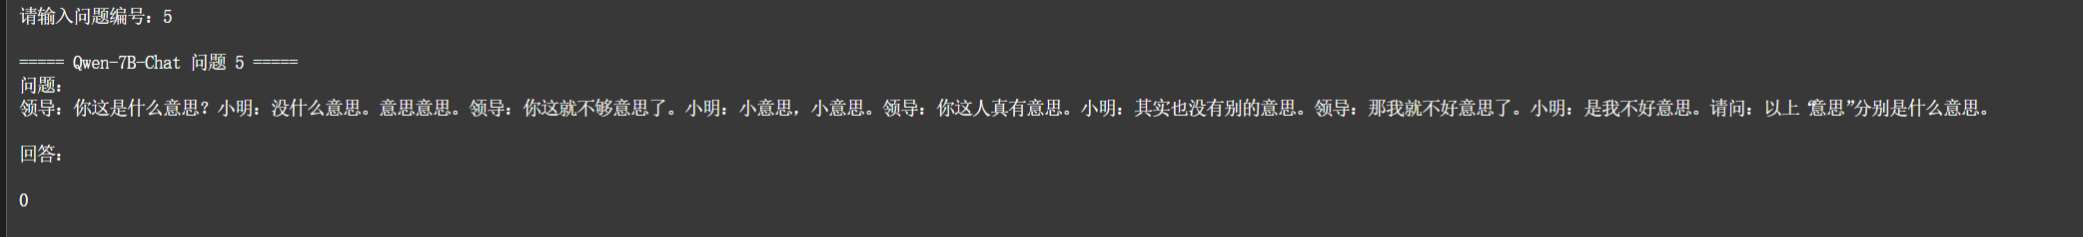 请输入问题编号：5
===== Qwen-7B-Chat 问题 5 =====
问题：
领导：你这是什么意思？小明：没什么意思。意思意思。领导：你这就不够意思了。小明：小意思，小意思。领导：你这人真有意思。小明：其实也没有别的意思。领导：那我就不好意思了。小明：是我不好意思。请问：以上“意思”分别是什么意思。
回答：
0